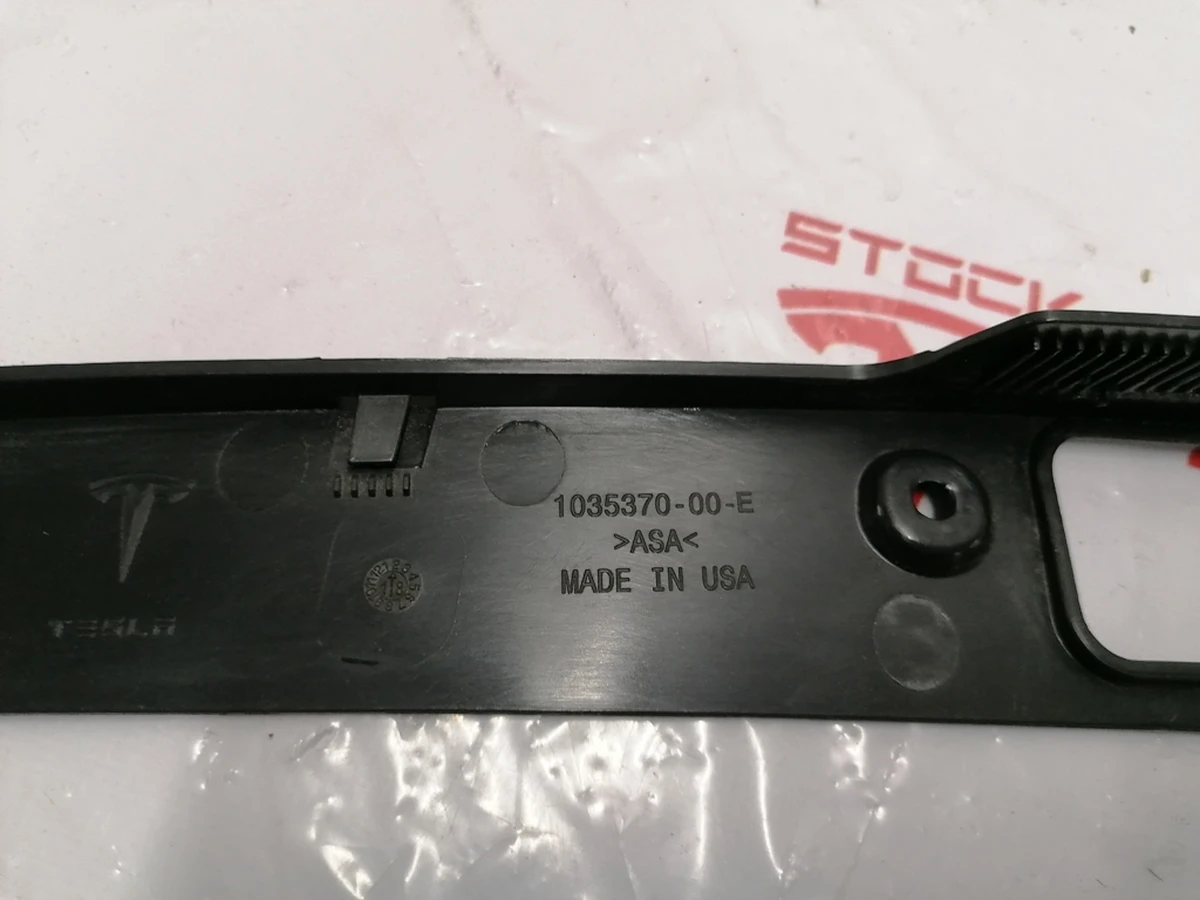 STOCK
1035370-00-E
>ASA<
MADE IN USA
TESLA